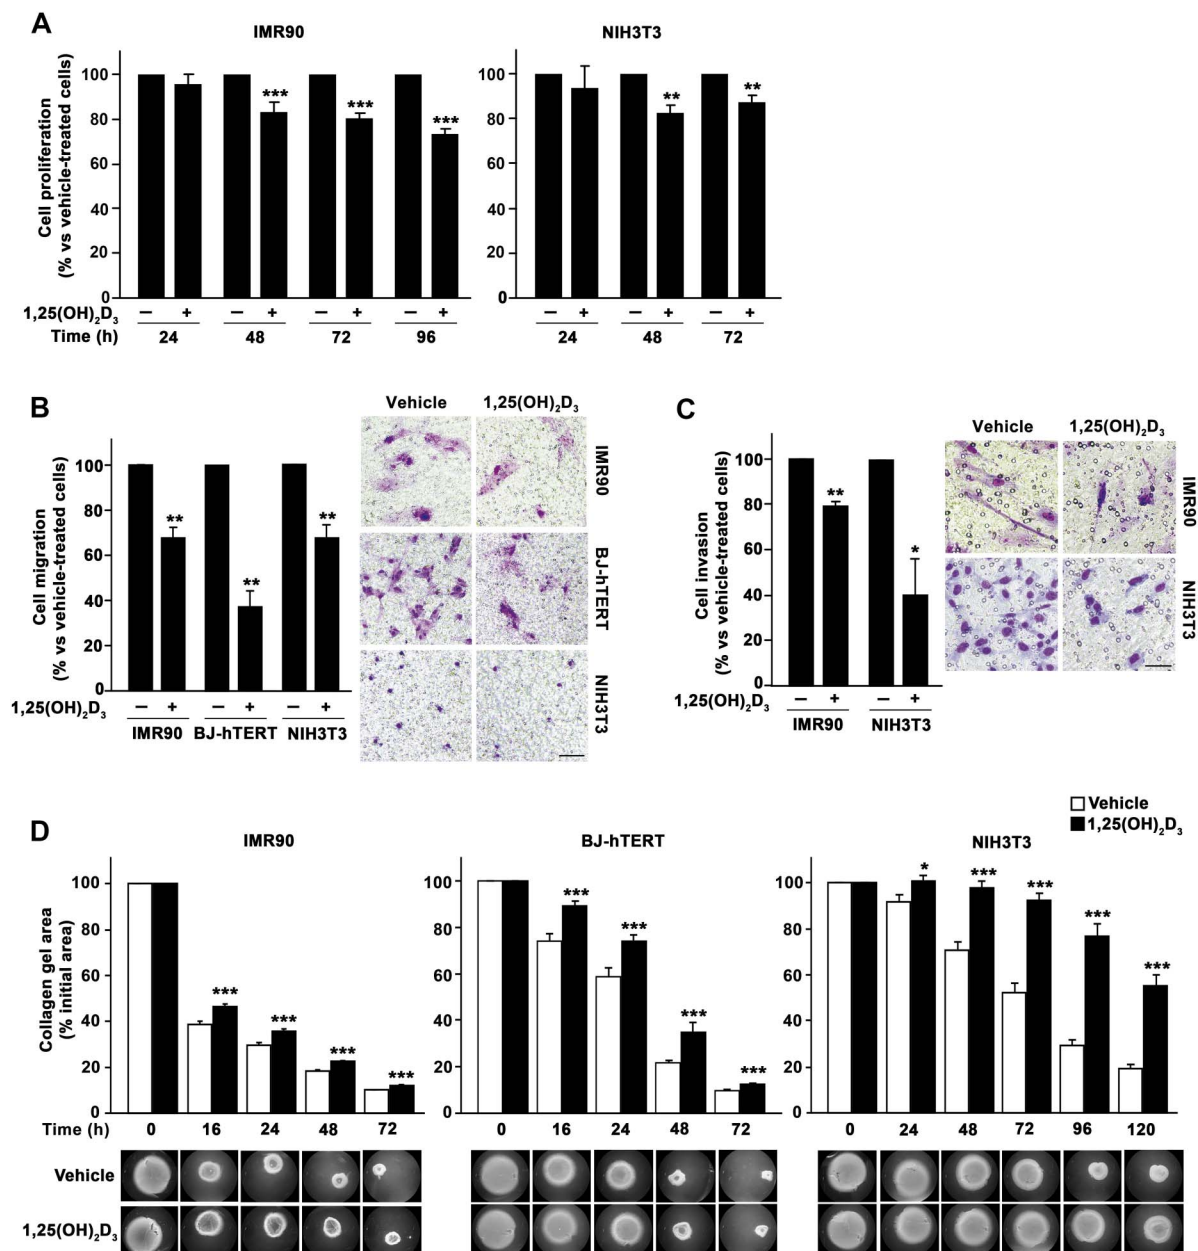 A
IMR90
NIH3T3
Cell proliferation
(% vs vehicle-treated cells)
100
80
60
40
20
0
***
***
***
100
80
60
40
20
0
**
**
1,25(OH)₂D₃
− + − + − + − +
− + − + − +
Time (h)
24 48 72 96
24 48 72
B
Vehicle 1,25(OH)₂D₃
Cell migration
(% vs vehicle-treated cells)
100
80
60
40
20
0
**
**
**
1,25(OH)₂D₃
− + − + − +
IMR90 BJ-hTERT NIH3T3
IMR90
BJ-hTERT
NIH3T3
C
Vehicle 1,25(OH)₂D₃
Cell invasion
(% vs vehicle-treated cells)
100
80
60
40
20
0
**
*
1,25(OH)₂D₃
− + − +
IMR90 NIH3T3
IMR90
NIH3T3
Vehicle
1,25(OH)₂D₃
D
IMR90
BJ-hTERT
NIH3T3
Collagen gel area
(% initial area)
100
80
60
40
20
0
***
***
***
***
100
80
60
40
20
0
***
***
***
***
100
80
60
40
20
0
*
***
***
***
***
Time (h)
0 16 24 48 72
0 16 24 48 72
0 24 48 72 96 120
Vehicle
1,25(OH)₂D₃